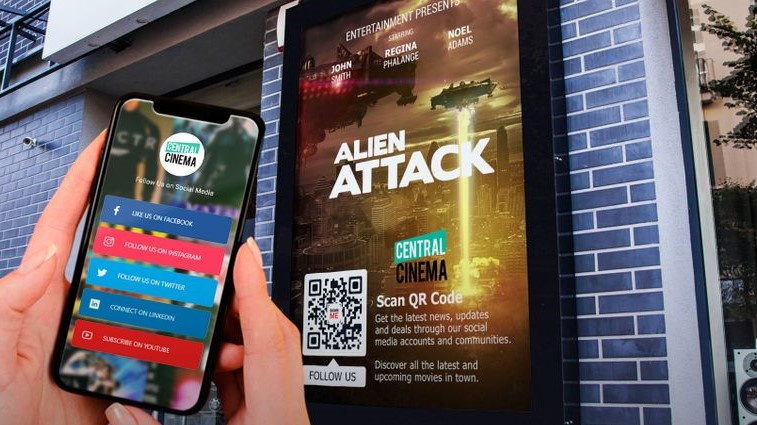 CENTRAL
CINEMA
Follow Us on Social Media
LIKE US ON FACEBOOK
FOLLOW US ON INSTAGRAM
FOLLOW US ON TWITTER
CONNECT ON LINKEDIN
SUBSCRIBE ON YOUTUBE
ENTERTAINMENT PRESENTS
STARRING
JOHN
SMITH
REGINA
PHALANGE
NOEL
ADAMS
ALIEN
ATTACK
CENTRAL
CINEMA
ME
FOLLOW US
Scan QR Code
Get the latest news, updates
and deals through our social
media accounts and communities.
Discover all the latest and
upcoming movies in town.